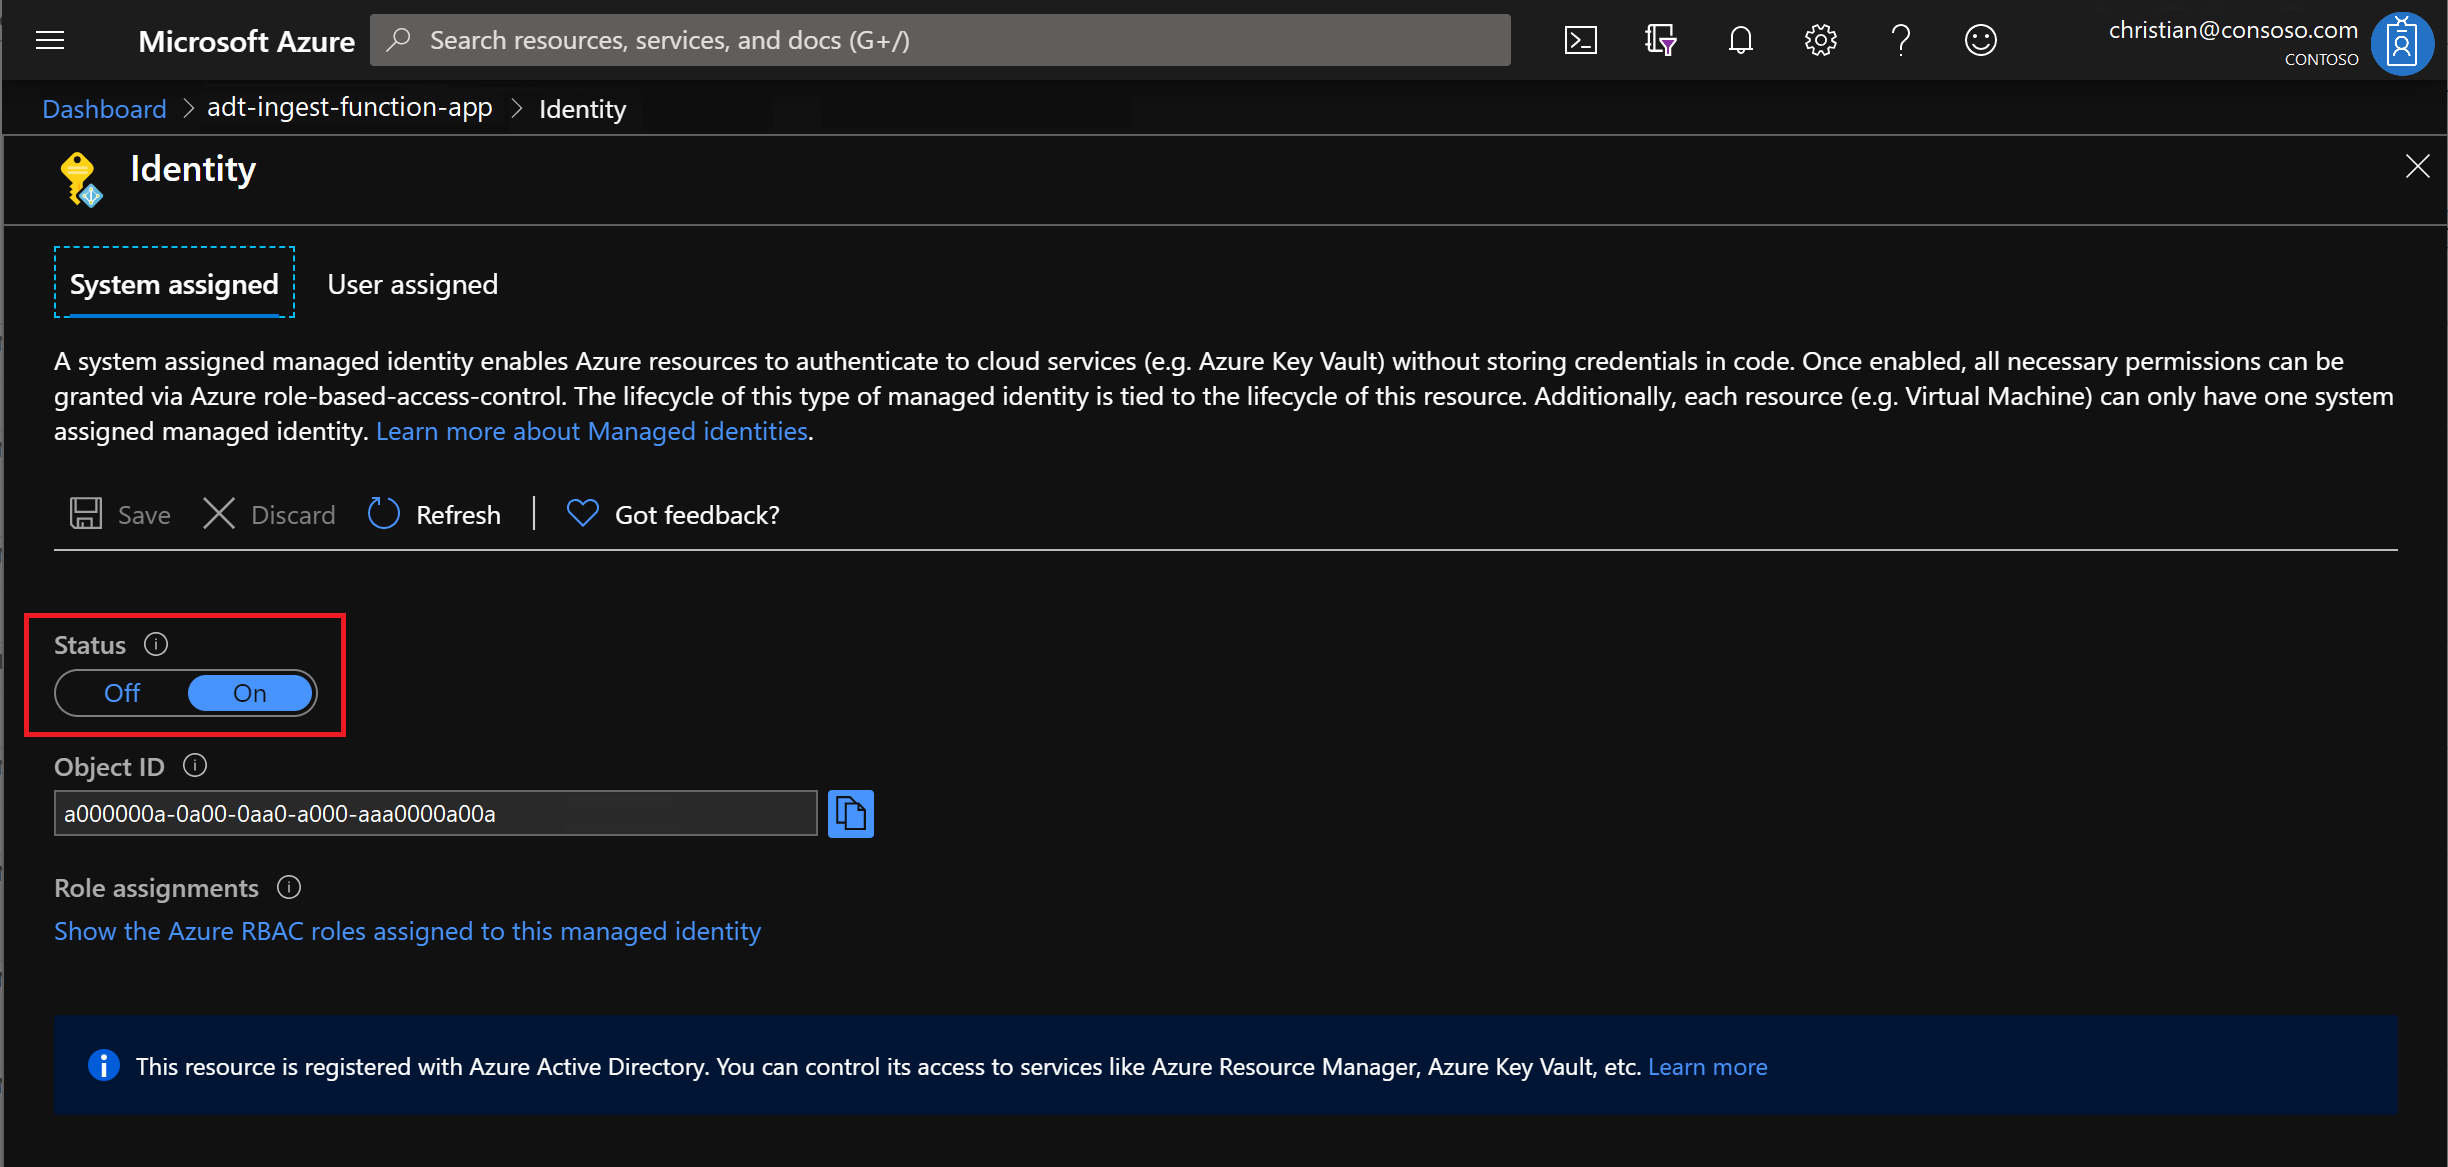 Microsoft Azure
Search resources, services, and docs (G+/)
christian@consoso.com
CONTOSO
Dashboard > adt-ingest-function-app > Identity
Identity
System assigned
User assigned
A system assigned managed identity enables Azure resources to authenticate to cloud services (e.g. Azure Key Vault) without storing credentials in code. Once enabled, all necessary permissions can be
granted via Azure role-based-access-control. The lifecycle of this type of managed identity is tied to the lifecycle of this resource. Additionally, each resource (e.g. Virtual Machine) can only have one system
assigned managed identity. Learn more about Managed identities.
Save
Discard
Refresh
Got feedback?
Status
Off
On
Object ID
a000000a-0a00-0aa0-a000-aaa0000a00a
Role assignments
Show the Azure RBAC roles assigned to this managed identity
This resource is registered with Azure Active Directory. You can control its access to services like Azure Resource Manager, Azure Key Vault, etc. Learn more